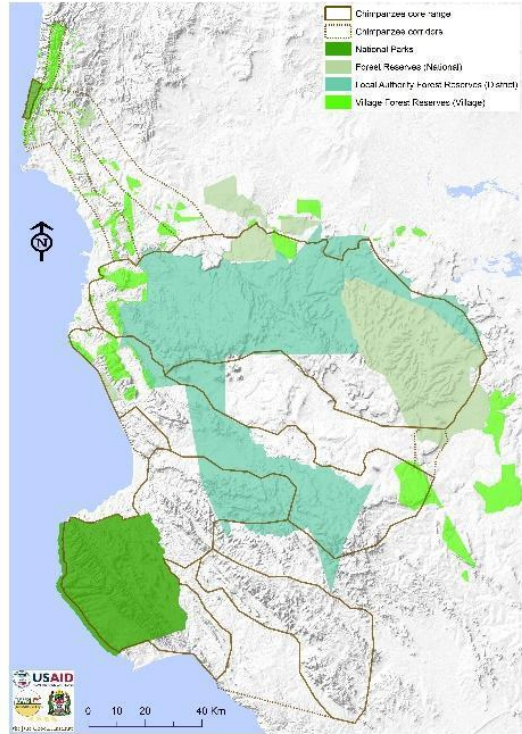 Chimpanzee core range
Chimpanzee corridors
National Parks
Forest Reserves (National)
Local Authority Forest Reserves (District)
Village Forest Reserves (Village)
N
USAID
0 10 20 40 Km